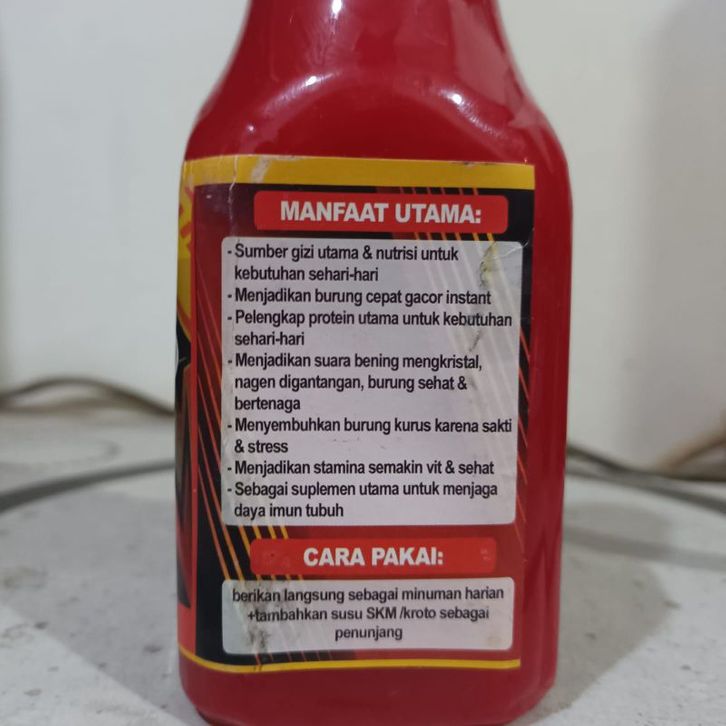 MANFAAT UTAMA:
- Sumber gizi utama & nutrisi untuk
kebutuhan sehari-hari
- Menjadikan burung cepat gacor instant
- Pelengkap protein utama untuk kebutuhan
sehari-hari
- Menjadikan suara bening mengkristal,
nagen digantangan, burung sehat &
bertenaga
- Menyembuhkan burung kurus karena sakti
& stress
- Menjadikan stamina semakin vit & sehat
- Sebagai suplemen utama untuk menjaga
daya imun tubuh
CARA PAKAI:
berikan langsung sebagai minuman harian
+tambahkan susu SKM /kroto sebagai
penunjang